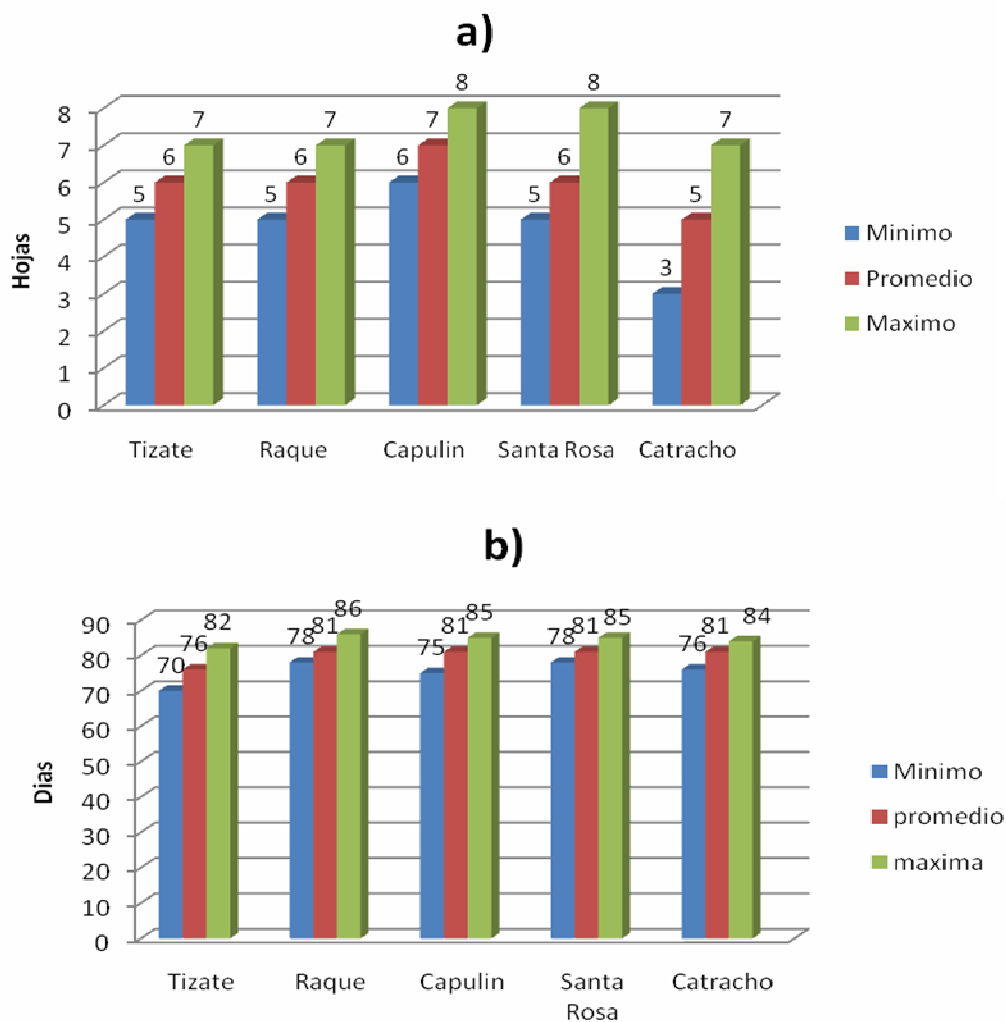 a)
8
8
8
7
7
7
7
7
6
6
6
6
6
5
5
5
5
5
4
3
3
2
1
0
Hojas
Minimo
Promedio
Maximo
Tizate
Raque
Capulin
Santa Rosa
Catracho
b)
90
80
70
60
50
40
30
20
10
0
70
76
82
78
81
86
75
81
85
78
81
85
76
81
84
Dias
Minimo
promedio
maxima
Tizate
Raque
Capulin
Santa
Rosa
Catracho